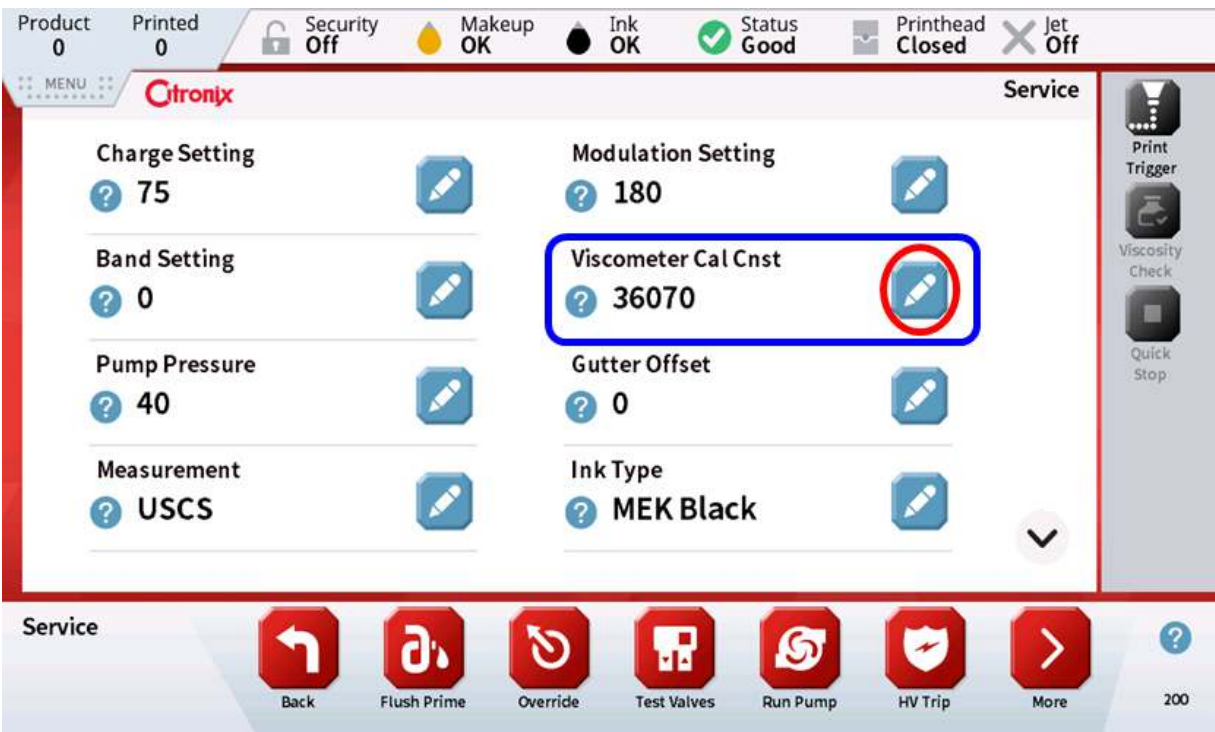 Product Printed Security Makeup Ink Status Printhead Jet
0 0 Off OK OK Good Closed Off
MENU
Citronix
Service
Charge Setting
75
Modulation Setting
180
Band Setting
0
Viscometer Cal Cnst
36070
Pump Pressure
40
Gutter Offset
0
Measurement
USCS
Ink Type
MEK Black
Print
Trigger
Viscosity
Check
Quick
Stop
Service
Back Flush Prime Override Test Valves Run Pump HV Trip More
200